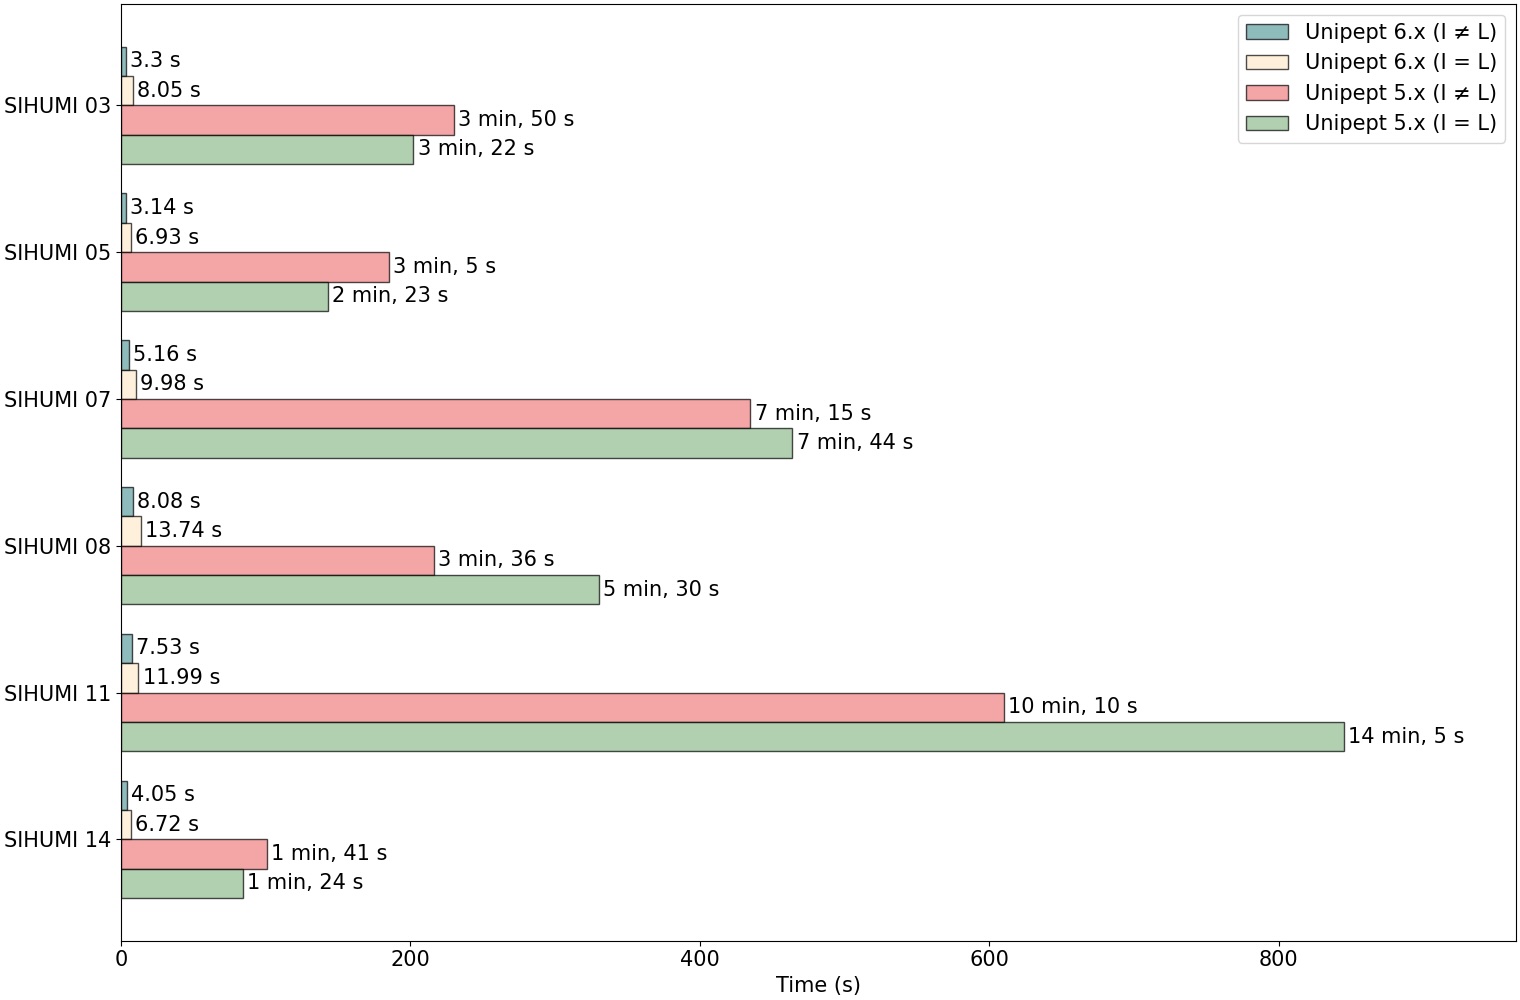 Unipept 6.x (I ≠ L)
Unipept 6.x (I = L)
Unipept 5.x (I ≠ L)
Unipept 5.x (I = L)
SIHUMI 03
3.3 s
8.05 s
3 min, 50 s
3 min, 22 s
SIHUMI 05
3.14 s
6.93 s
3 min, 5 s
2 min, 23 s
SIHUMI 07
5.16 s
9.98 s
7 min, 15 s
7 min, 44 s
SIHUMI 08
8.08 s
13.74 s
3 min, 36 s
5 min, 30 s
SIHUMI 11
7.53 s
11.99 s
10 min, 10 s
14 min, 5 s
SIHUMI 14
4.05 s
6.72 s
1 min, 41 s
1 min, 24 s
0 200 400 600 800
Time (s)